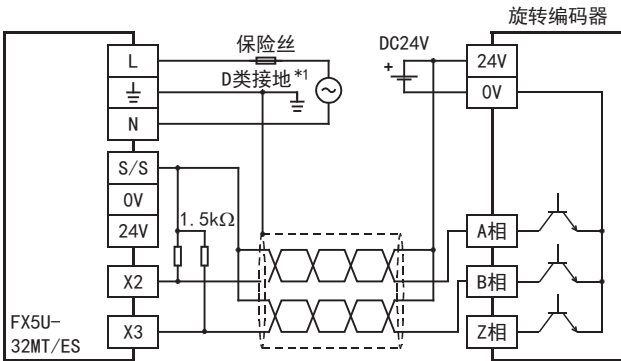 旋转编码器
保险丝
DC24V
L
24V
+
D类接地*1
0V
N
S/S
0V
1.5kΩ
24V
A相
X2
B相
FX5U-
32MT/ES
X3
Z相